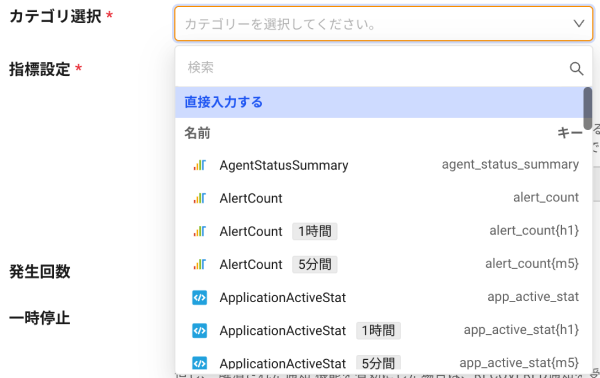 カテゴリ選択 *
カテゴリーを選択してください。
指標設定 *
検索
直接入力する
名前 キー
AgentStatusSummary agent_status_summary
AlertCount alert_count
AlertCount 1時間 alert_count{h1}
AlertCount 5分間 alert_count{m5}
ApplicationActiveStat app_active_stat
ApplicationActiveStat 1時間 app_active_stat{h1}
ApplicationActiveStat 5分間 app_active_stat{m5}
発生回数
一時停止